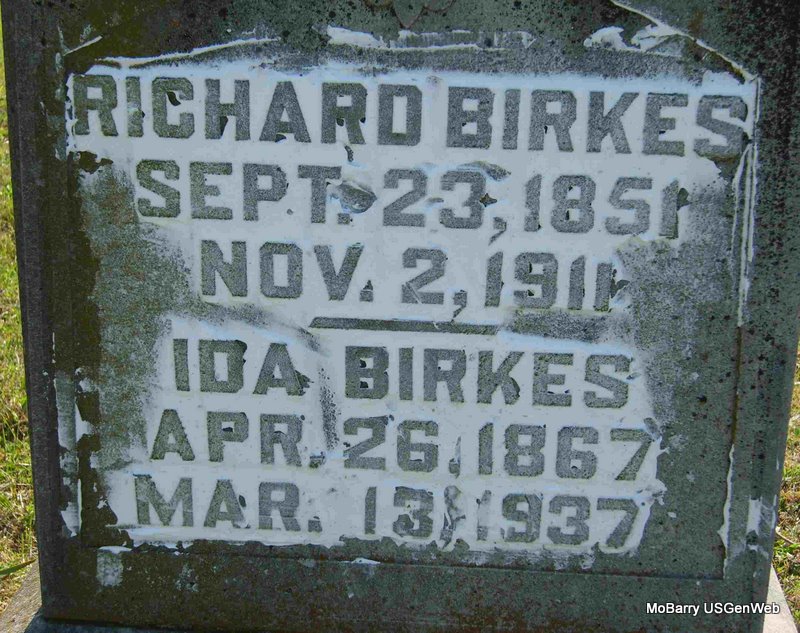 RICHARD BIRKES
SEPT. 23, 1851
NOV. 2, 1911
IDA BIRKES
APR. 26, 1867
MAR. 13, 1937
MoBarry USGenWeb